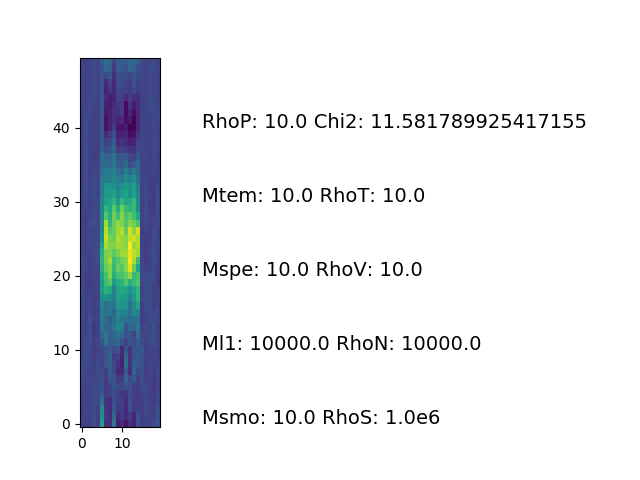 40
RhoP: 10.0 Chi2: 11.581789925417155
30
Mtem: 10.0 RhoT: 10.0
20
Mspe: 10.0 RhoV: 10.0
10
Ml1: 10000.0 RhoN: 10000.0
0
Msmo: 10.0 RhoS: 1.0e6
0 10